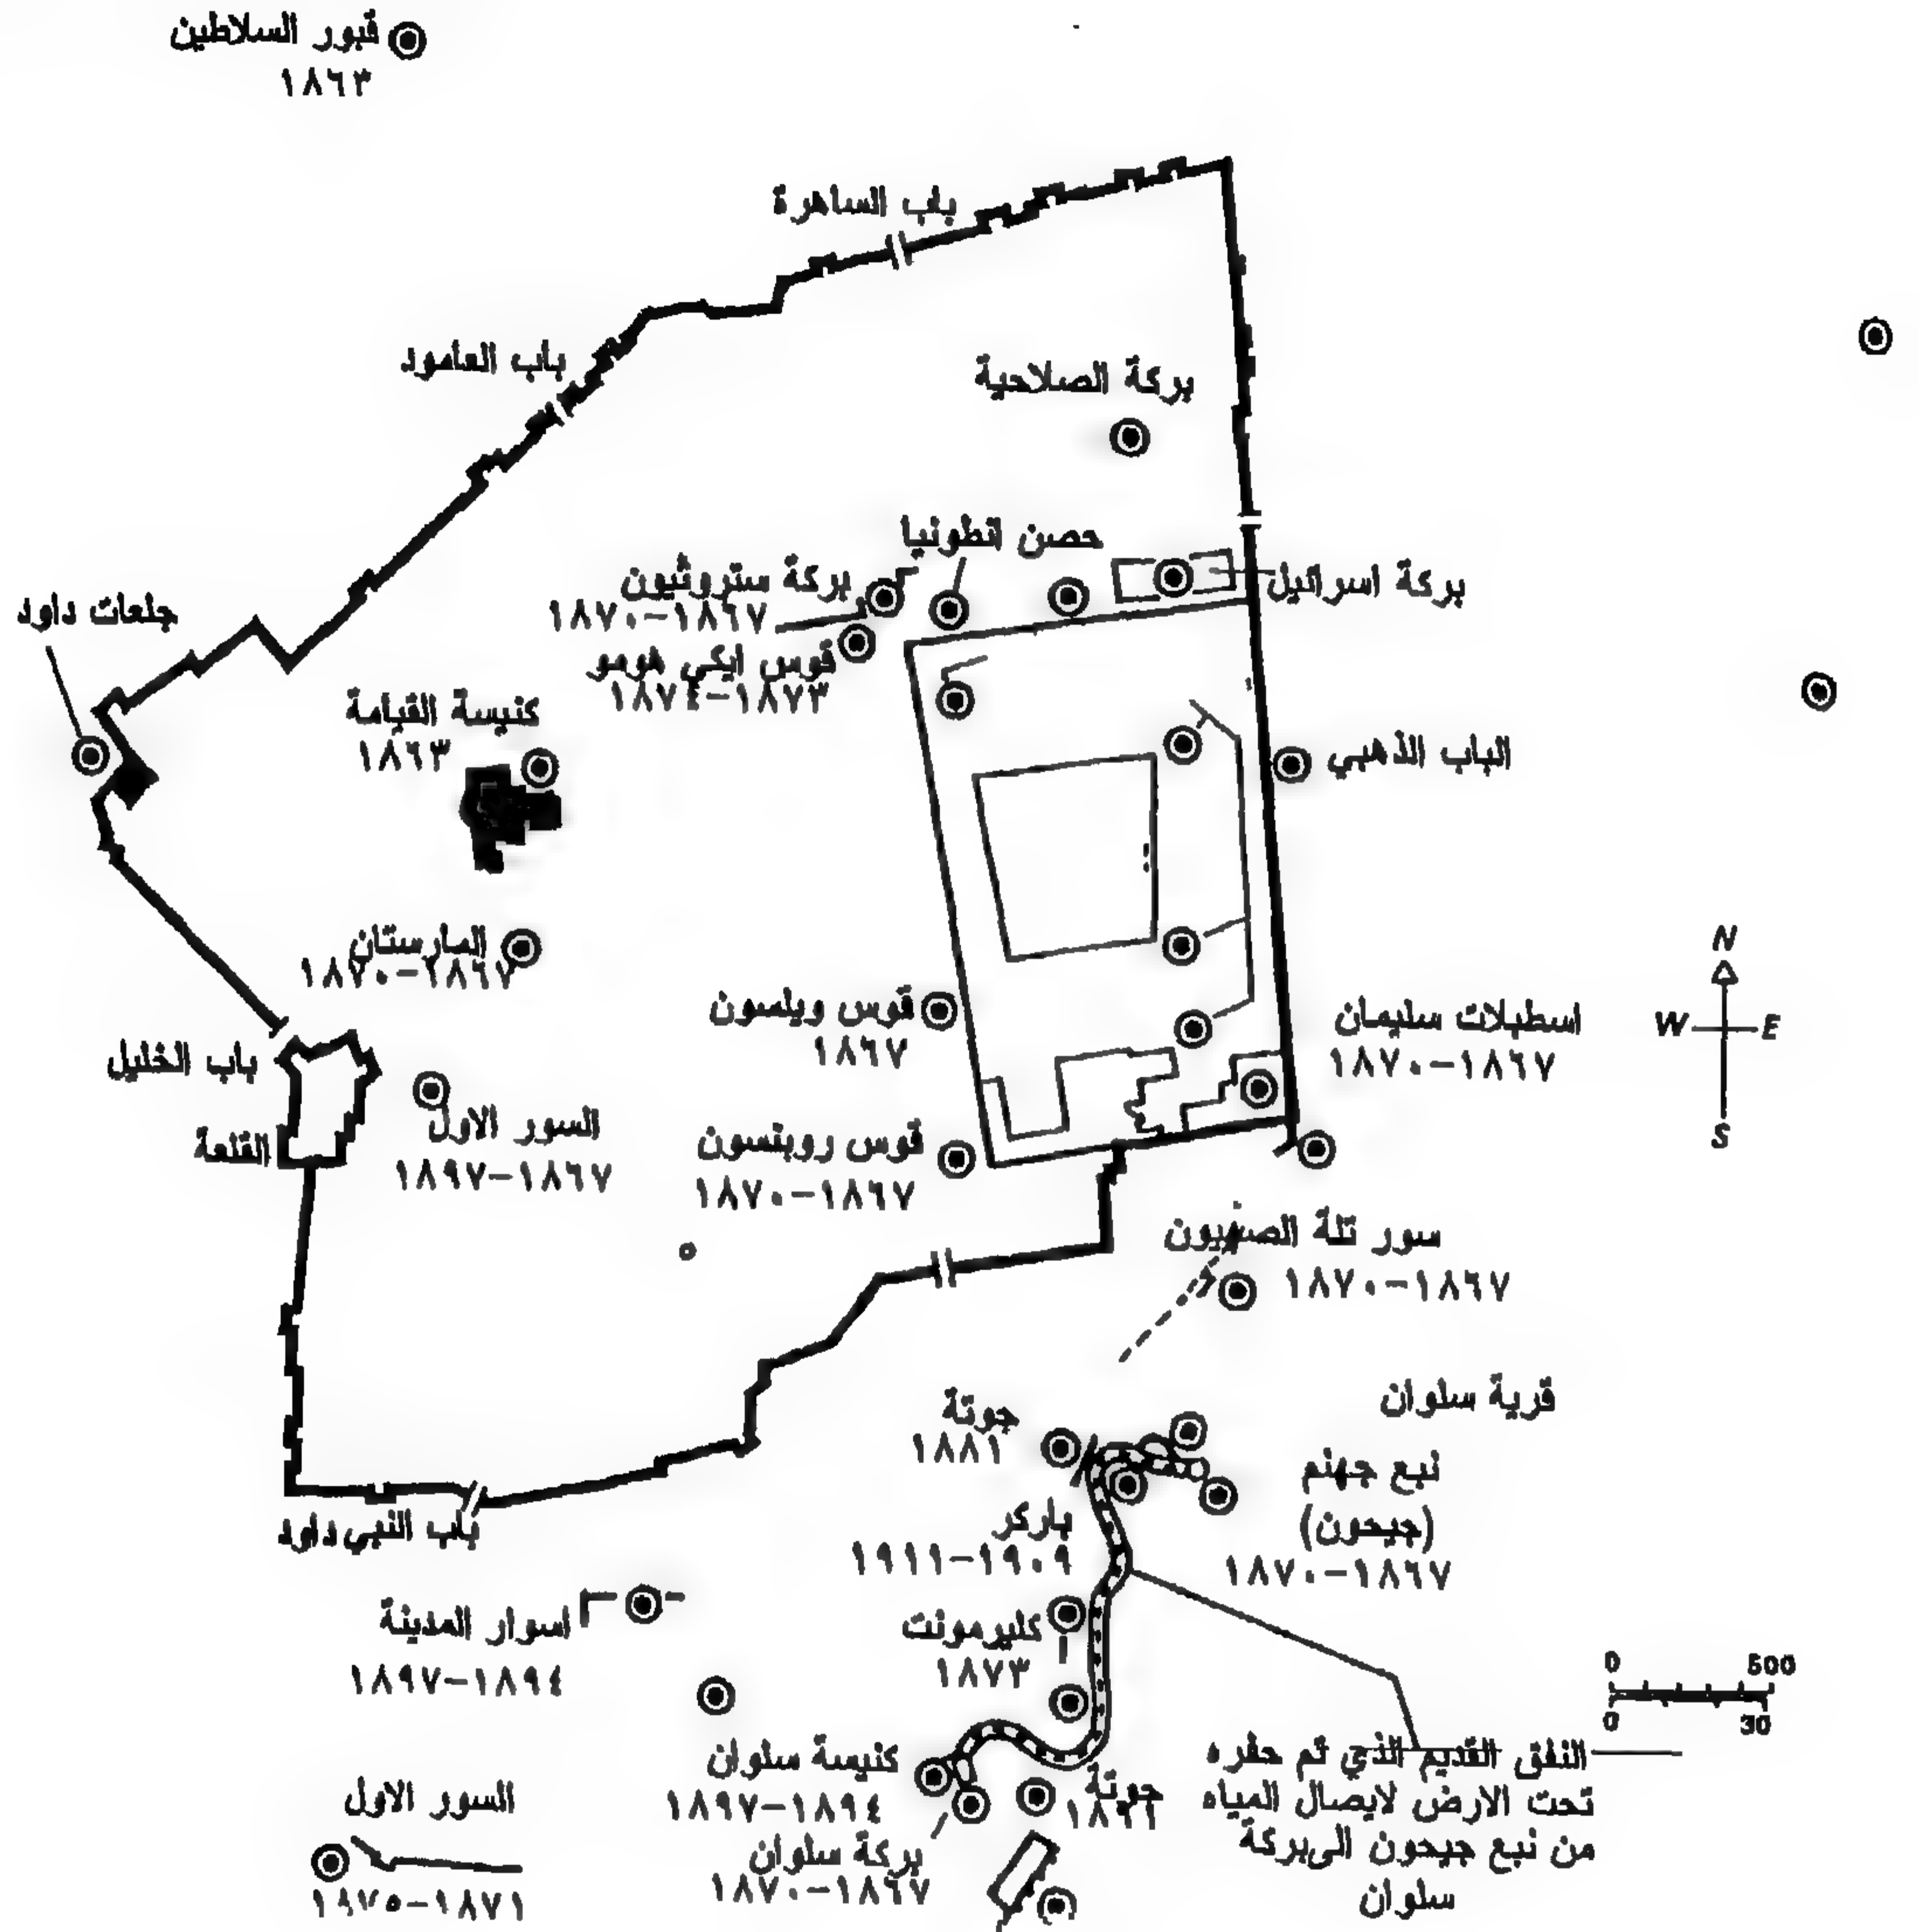 قبور السلاطين
١٨٦٣
باب الساهرة
باب العامود
بركة الصلاحية
حصن انطونيا
بركة ستروثيون
١٨٦٧-١٨٧٠
بركة اسرائيل
جلعات داود
قوس ايكي هومو
١٨٧٣-١٨٧٤
كنيسة القيامة
١٨٦٣
الباب الذهبي
المارستان
١٨٦٧-١٨٧٠
قوس ويلسون
١٨٦٧
اسطبلات سليمان
١٨٦٧-١٨٧٠
N
W E
S
باب الخليل
القلعة
السور الاول
١٨٦٧-١٨٩٧
قوس روبنسون
١٨٦٧-١٨٧٠
سور تلة الصهيون
١٨٦٧-١٨٧٠
قرية سلوان
جوتة
١٨٨١
نبع جهنم
(جيحون)
١٨٦٧-١٨٧٠
باب النبي داود
باركر
١٩٠٩-١٩١١
اسوار المدينة
١٨٩٤-١٨٩٧
كليرمونت
١٨٧٣
0 500
0 30
كنيسة سلوان
١٨٩٤-١٨٩٧
جوتة
بركة سلوان
١٨٦٧-١٨٧٠
النفق القديم الذي تم حفره
تحت الارض لايصال المياه
من نبع جيحون الى بركة
سلوان
السور الاول